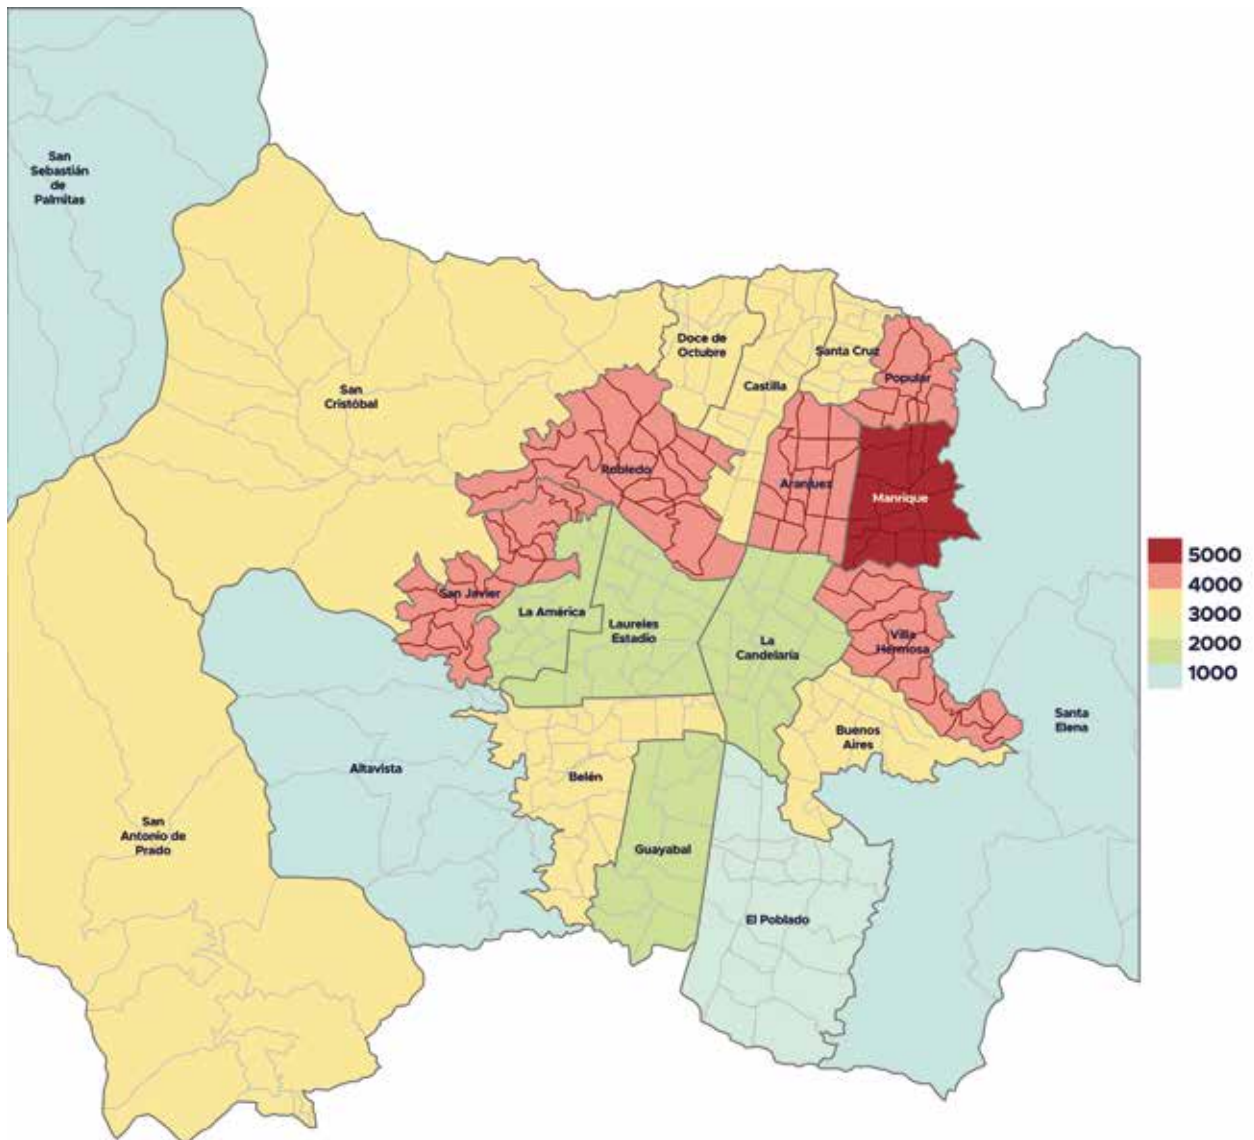 San
Sebastián
de
Palmitas
San
Cristóbal
Doce de
Octubre
Castilla
Santa Cruz
Popular
Robledo
Aranjuez
Manrique
San Javier
La América
Laureles
Estadio
La
Candelaria
Villa
Hermosa
Santa
Elena
Buenos
Aires
Altavista
Belén
San
Antonio de
Prado
Guayabal
El Poblado
5000
4000
3000
2000
1000